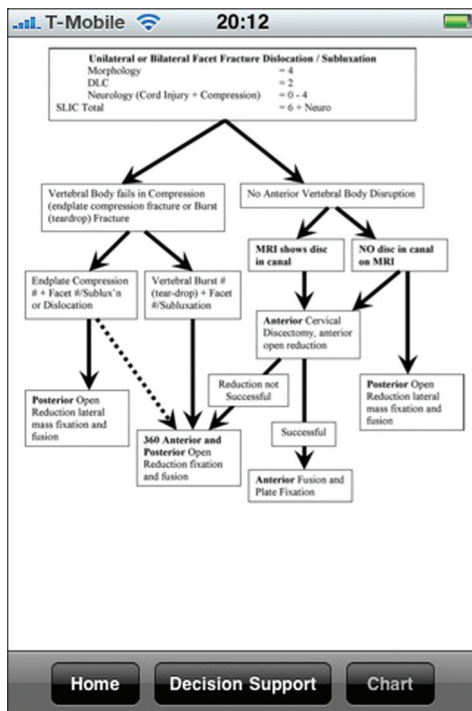 T-Mobile 20:12
Unilateral or Bilateral Facet Fracture Dislocation / Subluxation
Morphology = 4
DLC = 2
Neurology (Cord Injury + Compression) = 0 - 4
SLIC Total = 6 + Neuro
Vertebral Body fails in Compression
(endplate compression fracture or Burst
(teardrop) Fracture
No Anterior Vertebral Body Disruption
Endplate Compression
# + Facet #/Sublux'n
or Dislocation
Vertebral Burst #
(tear-drop) + Facet
#/Subluxation
MRI shows disc
in canal
NO disc in canal
on MRI
Anterior Cervical
Discectomy, anterior
open reduction
Posterior Open
Reduction lateral
mass fixation and
fusion
Reduction not
Successful
Posterior Open
Reduction lateral
mass fixation and
fusion
360 Anterior and
Posterior Open
Reduction fixation
and fusion
Successful
Anterior Fusion and
Plate Fixation
Home Decision Support Chart